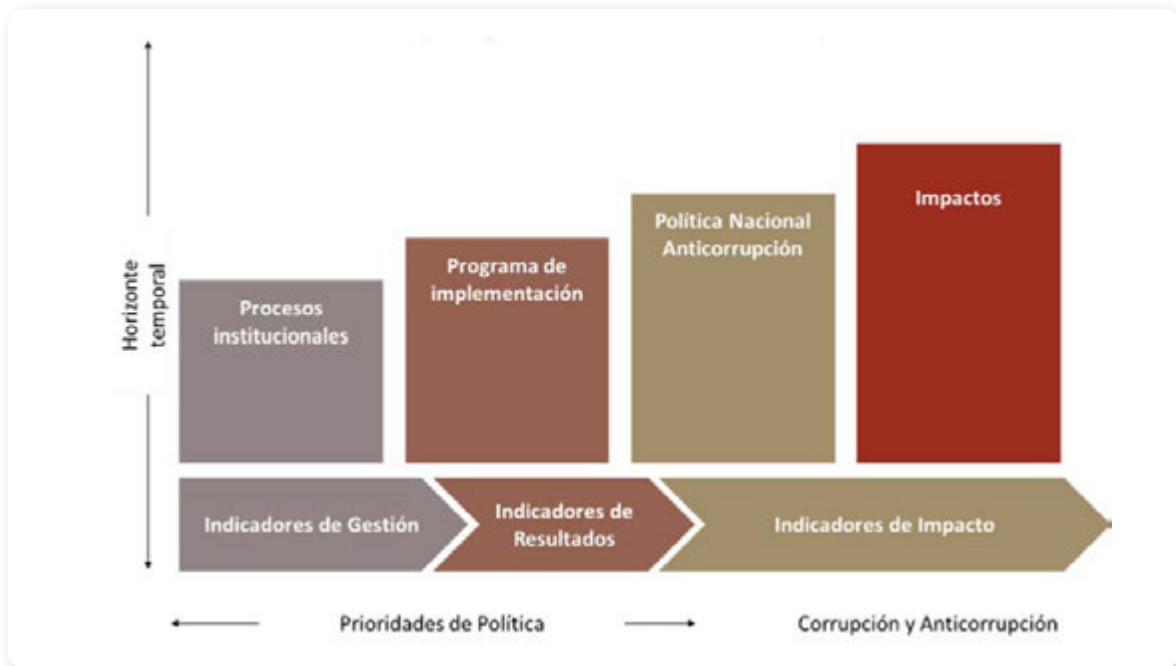 Horizonte
temporal
Procesos
institucionales
Programa de
implementación
Política Nacional
Anticorrupción
Impactos
Indicadores de Gestión
Indicadores de
Resultados
Indicadores de Impacto
Prioridades de Política
Corrupción y Anticorrupción